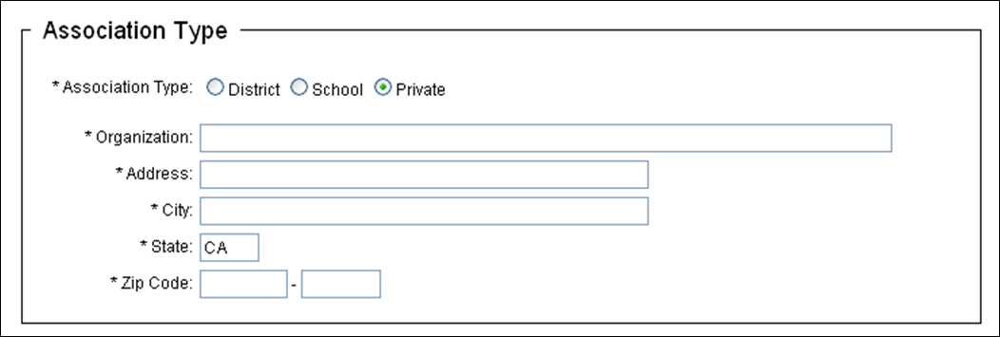 Association Type
* Association Type: District School Private
* Organization:
* Address:
* City:
* State: CA
* Zip Code: -